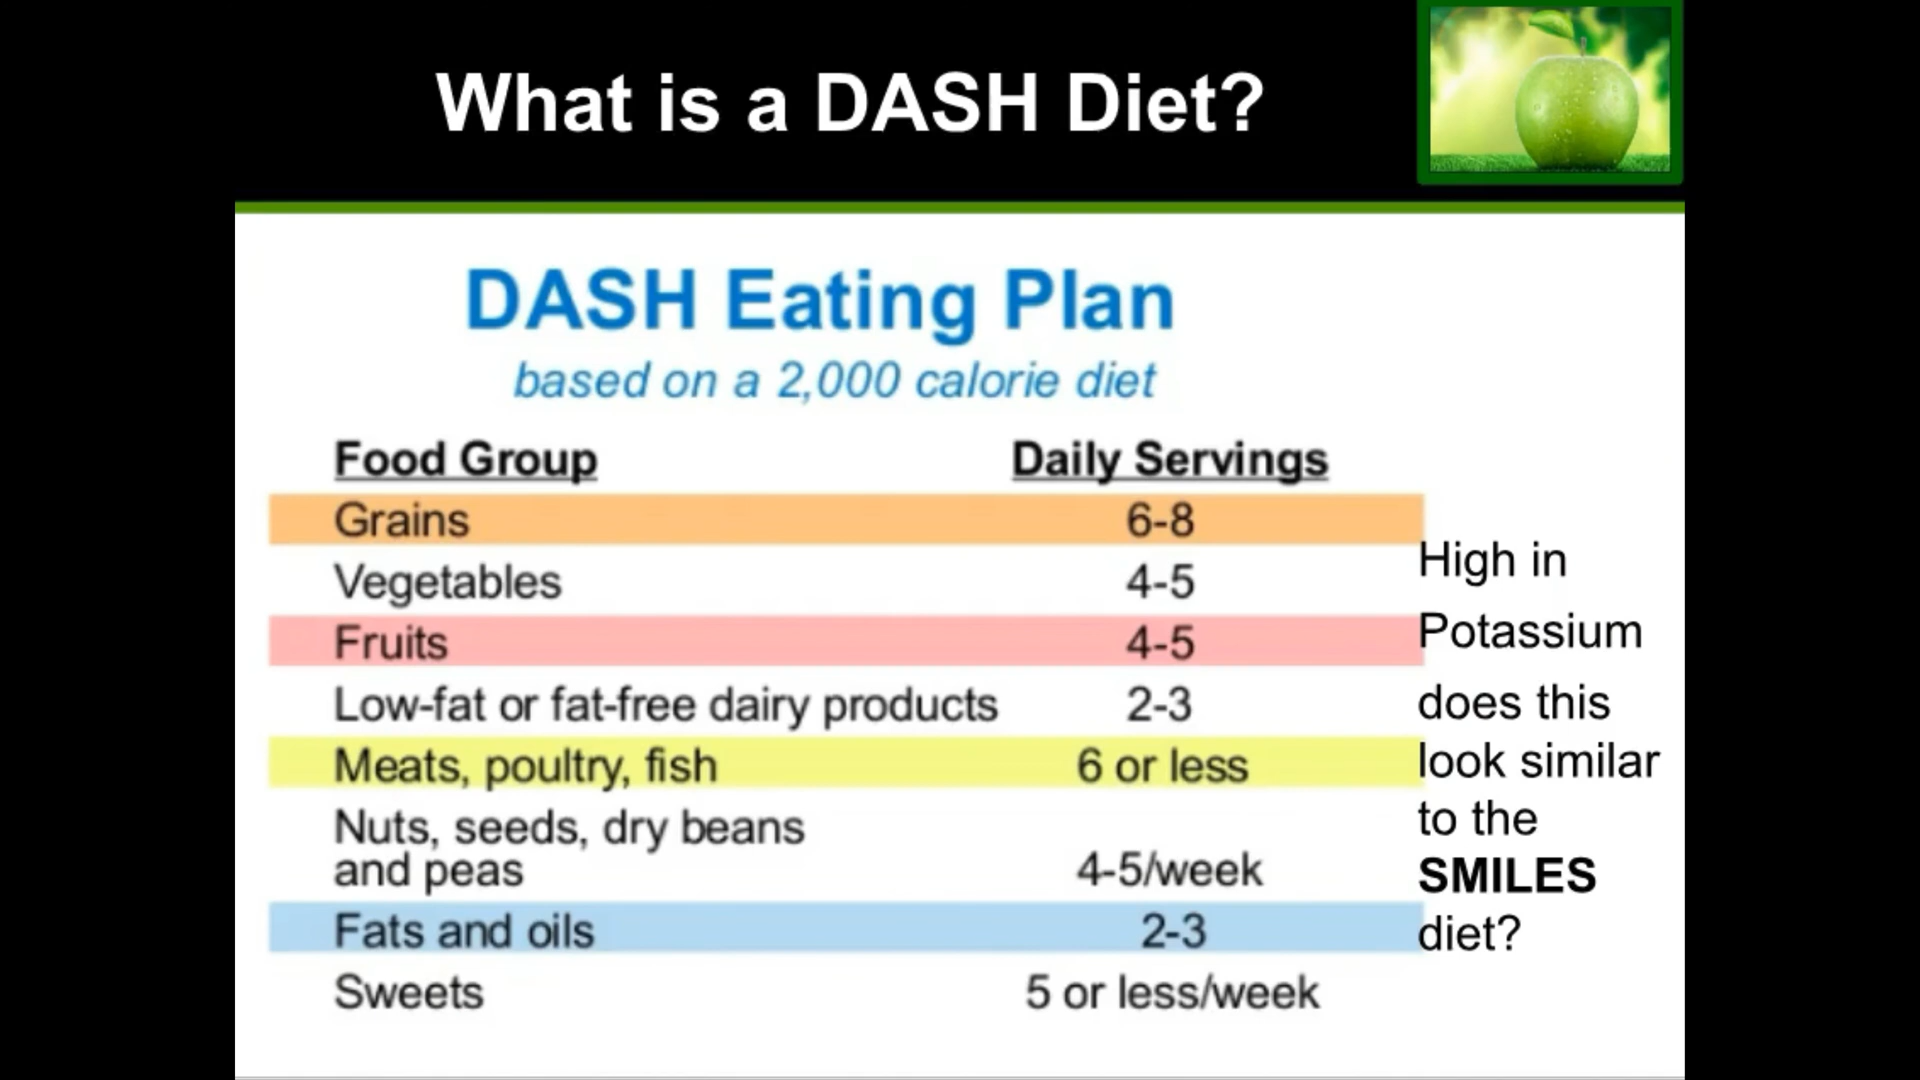 What is a DASH Diet?
DASH Eating Plan
based on a 2,000 calorie diet
Food Group Daily Servings
Grains 6-8
Vegetables 4-5
Fruits 4-5
Low-fat or fat-free dairy products 2-3
Meats, poultry, fish 6 or less
Nuts, seeds, dry beans
and peas 4-5/week
Fats and oils 2-3
Sweets 5 or less/week
High in
Potassium
does this
look similar
to the
SMILES
diet?